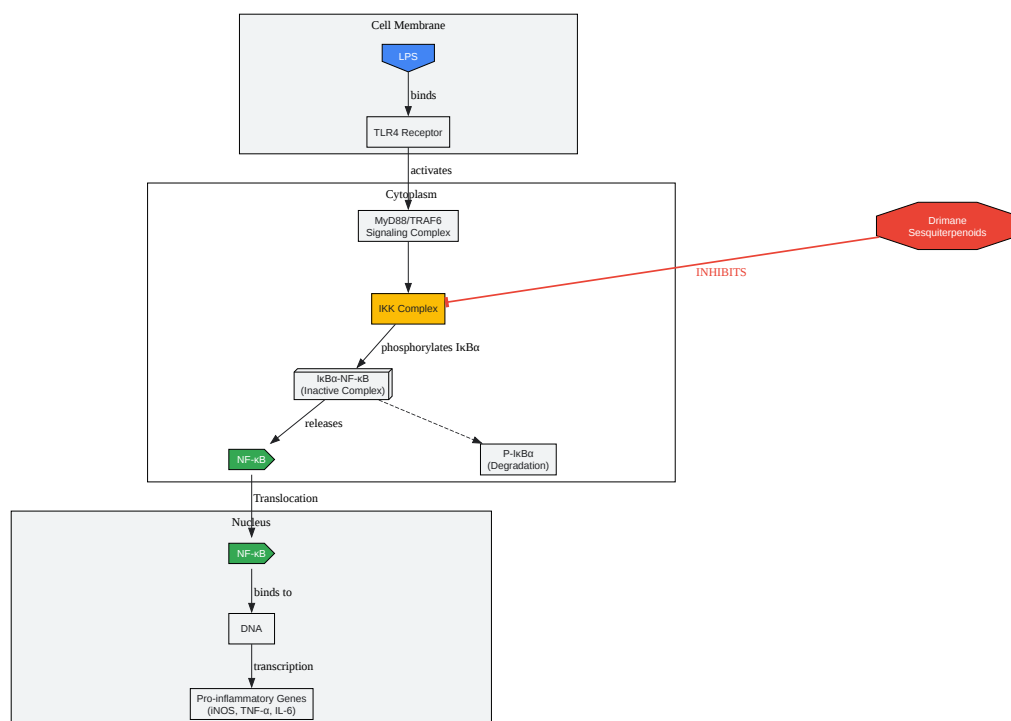 Cell Membrane
LPS
binds
TLR4 Receptor
activates
Cytoplasm
MyD88/TRAF6
Signaling Complex
Drimane
Sesquiterpenoids
INHIBITS
IKK Complex
phosphorylates IκBα
IκBα-NF-κB
(Inactive Complex)
releases
NF-κB
P-IκBα
(Degradation)
Translocation
Nucleus
NF-κB
binds to
DNA
transcription
Pro-inflammatory Genes
(iNOS, TNF-α, IL-6)